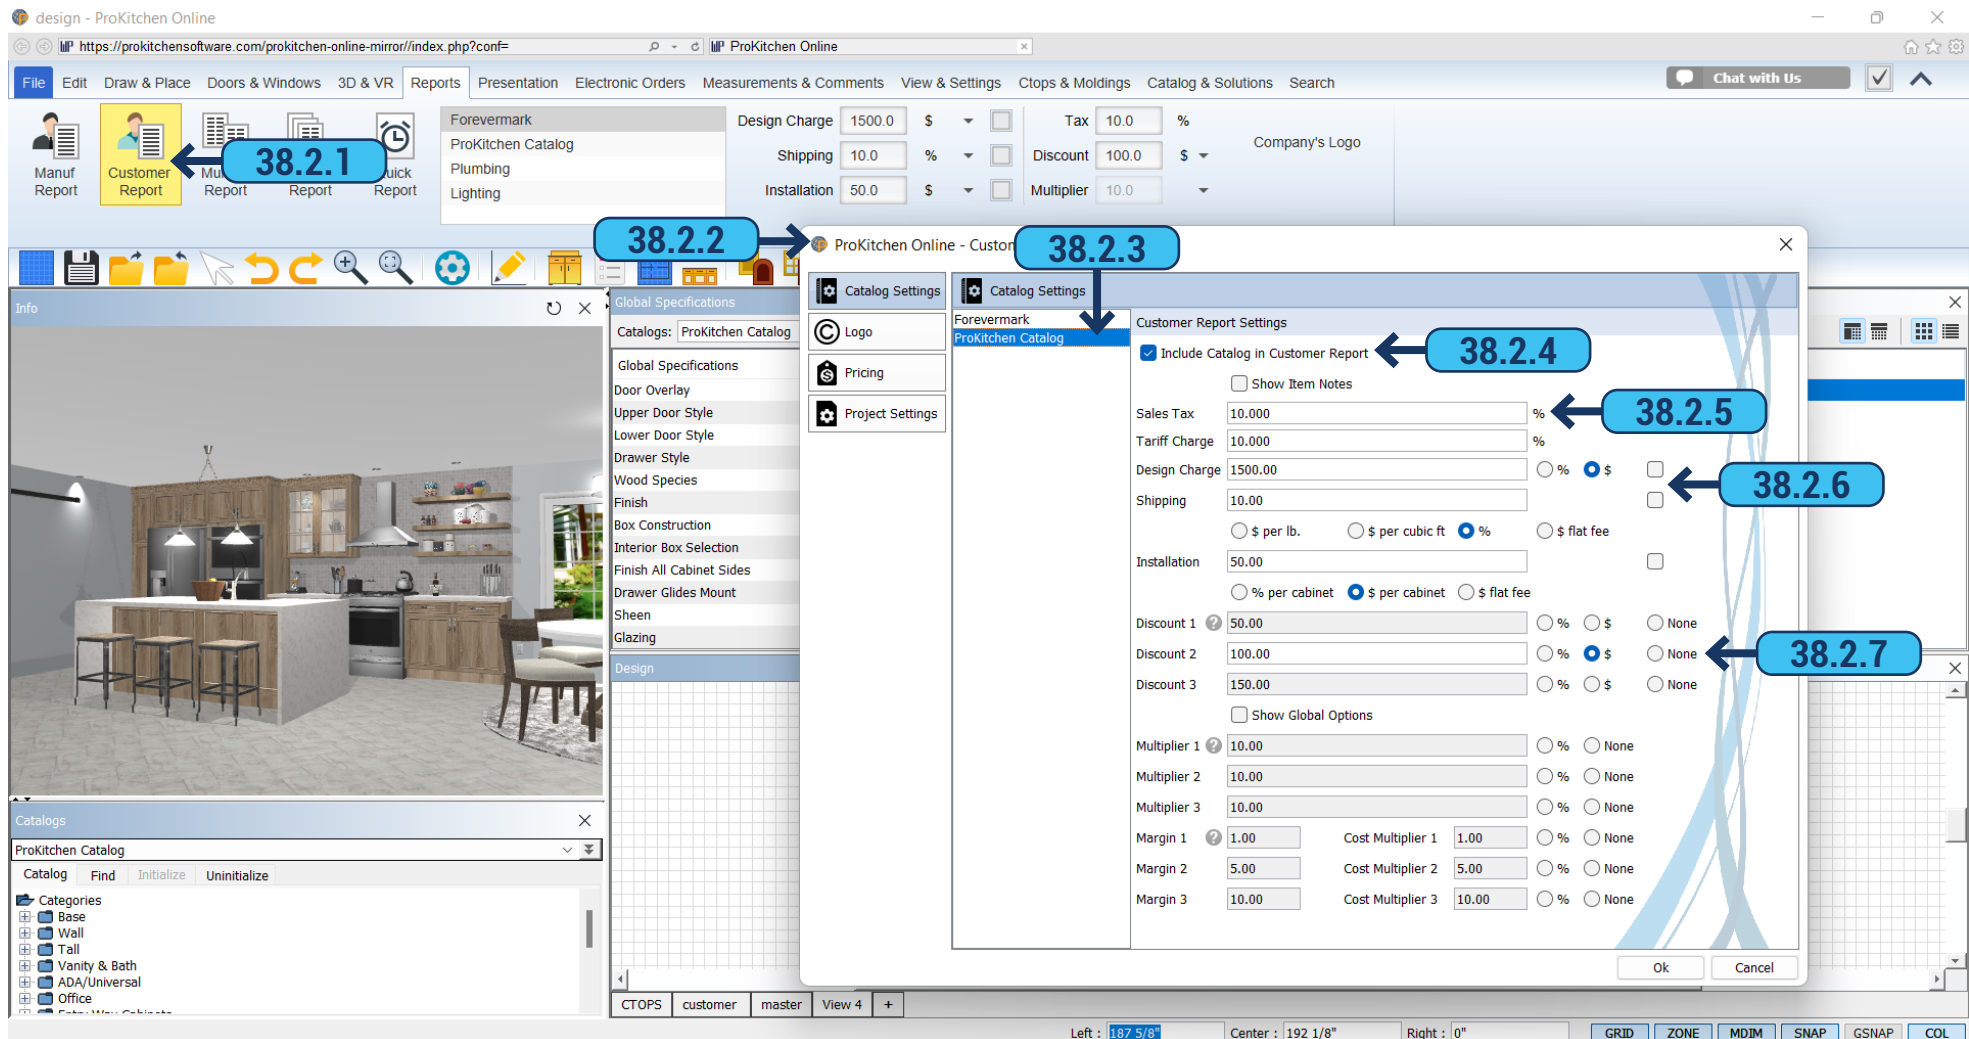 design - ProKitchen Online
https://prokitchensoftware.com/prokitchen-online-mirror//index.php?conf=
ProKitchen Online
File Edit Draw & Place Doors & Windows 3D & VR Reports Presentation Electronic Orders Measurements & Comments View & Settings Ctops & Moldings Catalog & Solutions Search
Chat with Us
Manuf Report
Customer Report
Report
Report
Report
38.2.1
Forevermark
ProKitchen Catalog
Plumbing
Lighting
Design Charge 1500.0 $
Shipping 10.0 %
Installation 50.0 $
Tax 10.0 %
Discount 100.0 $
Multiplier 10.0
Company's Logo
38.2.2
ProKitchen Online - Custom
38.2.3
Info
Global Specifications
Catalogs: ProKitchen Catalog
Global Specifications
Door Overlay
Upper Door Style
Lower Door Style
Drawer Style
Wood Species
Finish
Box Construction
Interior Box Selection
Finish All Cabinet Sides
Drawer Glides Mount
Sheen
Glazing
Design
Catalog Settings
Logo
Pricing
Project Settings
Catalog Settings
Forevermark
ProKitchen Catalog
Customer Report Settings
Include Catalog in Customer Report
38.2.4
Show Item Notes
Sales Tax 10.000 %
38.2.5
Tariff Charge 10.000 %
Design Charge 1500.00 % $
38.2.6
Shipping 10.00
$ per lb. $ per cubic ft % $ flat fee
Installation 50.00
% per cabinet $ per cabinet $ flat fee
Discount 1 ? 50.00 % $ None
Discount 2 100.00 % $ None
38.2.7
Discount 3 150.00 % $ None
Show Global Options
Multiplier 1 ? 10.00 % None
Multiplier 2 10.00 % None
Multiplier 3 10.00 % None
Margin 1 ? 1.00 Cost Multiplier 1 1.00 % None
Margin 2 5.00 Cost Multiplier 2 5.00 % None
Margin 3 10.00 Cost Multiplier 3 10.00 % None
Ok Cancel
Catalogs
ProKitchen Catalog
Catalog Find Initialize Uninitialize
Categories
Base
Wall
Tall
Vanity & Bath
ADA/Universal
Office
CTOPS customer master View 4 +
Left : 187 5/8" Center : 192 1/8" Right : 0"
GRID ZONE MDIM SNAP GSNAP COL